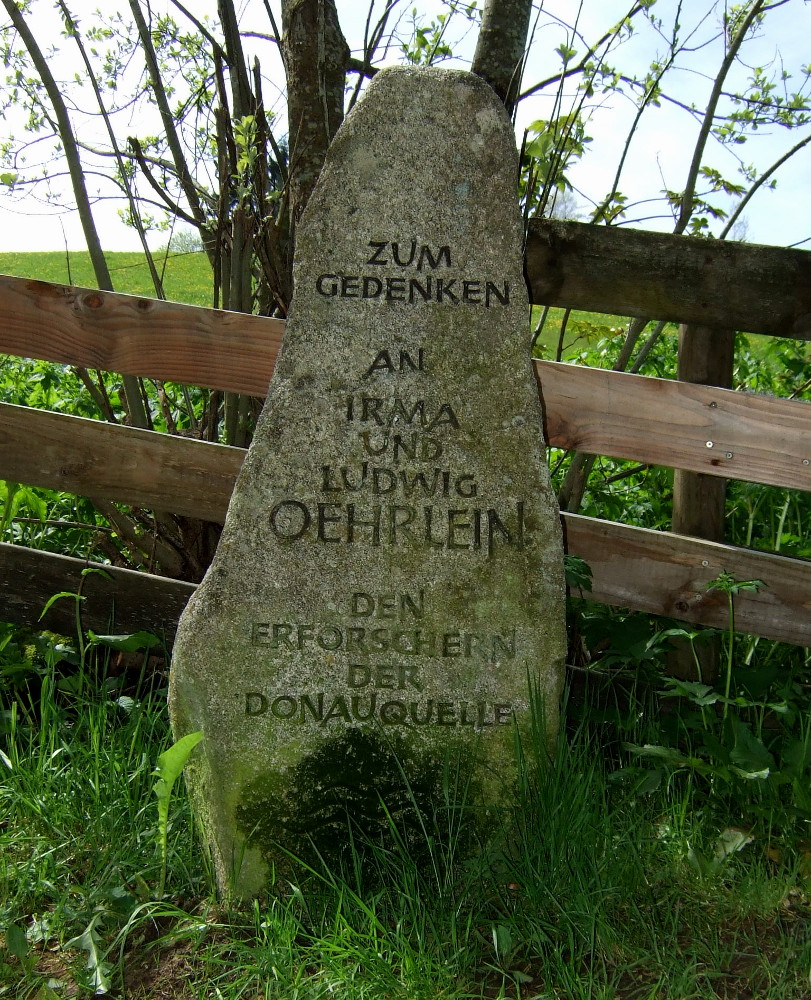 ZUM
GEDENKEN
AN
IRMA
UND
LUDWIG
OEHRLEIN
DEN
ERFORSCHERN
DER
DONAUQUELLE